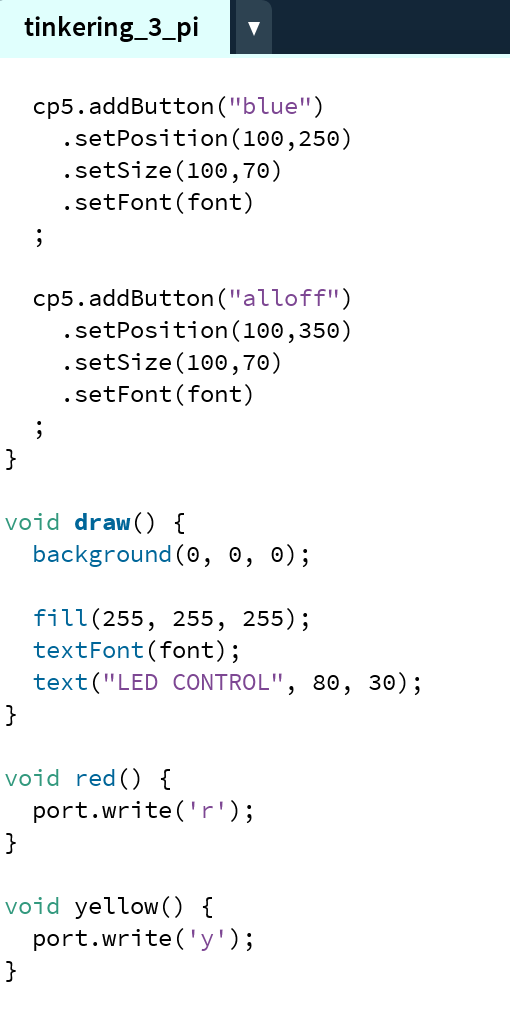 tinkering_3_pi ▼
cp5.addButton("blue")
.setPosition(100,250)
.setSize(100,70)
.setFont(font)
;
cp5.addButton("alloff")
.setPosition(100,350)
.setSize(100,70)
.setFont(font)
;
}
void draw() {
background(0, 0, 0);
fill(255, 255, 255);
textFont(font);
text("LED CONTROL", 80, 30);
}
void red() {
port.write('r');
}
void yellow() {
port.write('y');
}